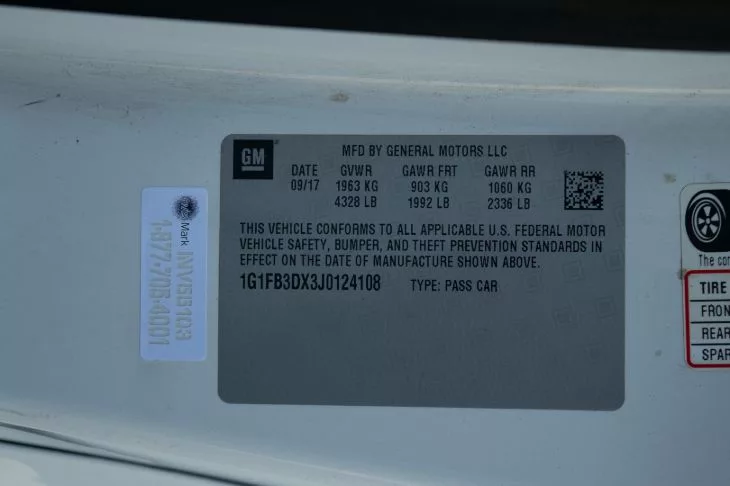 GM
MFD BY GENERAL MOTORS LLC
DATE GVWR GAWR FRT GAWR RR
09/17 1963 KG 903 KG 1060 KG
4328 LB 1992 LB 2336 LB
THIS VEHICLE CONFORMS TO ALL APPLICABLE U.S. FEDERAL MOTOR
VEHICLE SAFETY, BUMPER, AND THEFT PREVENTION STANDARDS IN
EFFECT ON THE DATE OF MANUFACTURE SHOWN ABOVE.
1G1FB3DX3J0124108 TYPE: PASS CAR
Mark
1-877-708-4001
The
TIRE
FRON
REAR
SPAR